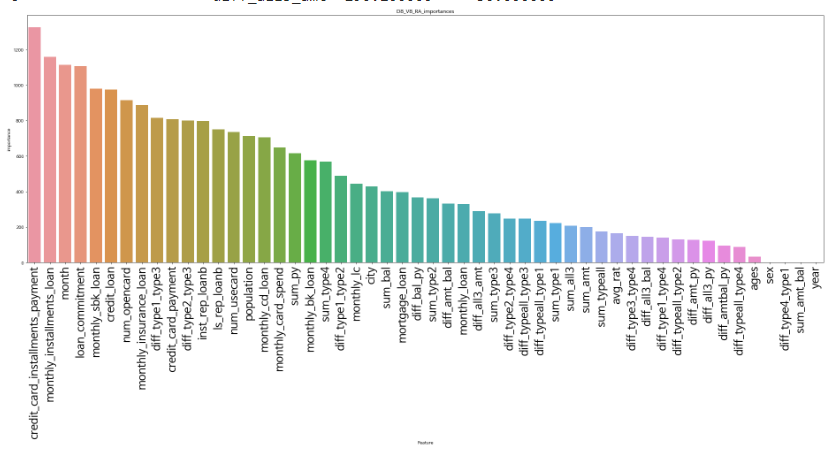 OB_VB_RA_importances
Importance
1200
1000
800
600
400
200
0
credit_card_installments_payment
monthly_installments_loan
month
loan_commitment
monthly_sbk_loan
credit_loan
num_opencard
monthly_insurance_loan
diff_type1_type3
credit_card_payment
diff_type2_type3
inst_rep_loanb
ls_rep_loanb
num_usecard
population
monthly_cd_loan
monthly_card_spend
sum_py
monthly_bk_loan
sum_type4
diff_type1_type2
monthly_lc
city
sum_bal
mortgage_loan
diff_bal_py
sum_type2
diff_amt_bal
monthly_loan
diff_all3_amt
sum_type3
diff_type2_type4
diff_typeall_type3
diff_typeall_type1
sum_type1
sum_all3
sum_amt
sum_typeall
avg_rat
diff_type3_type4
diff_all3_bal
diff_type1_type4
diff_typeall_type2
diff_amt_py
diff_all3_py
diff_amtbal_py
diff_typeall_type4
ages
sex
diff_type4_type1
sum_amt_bal
year
Feature